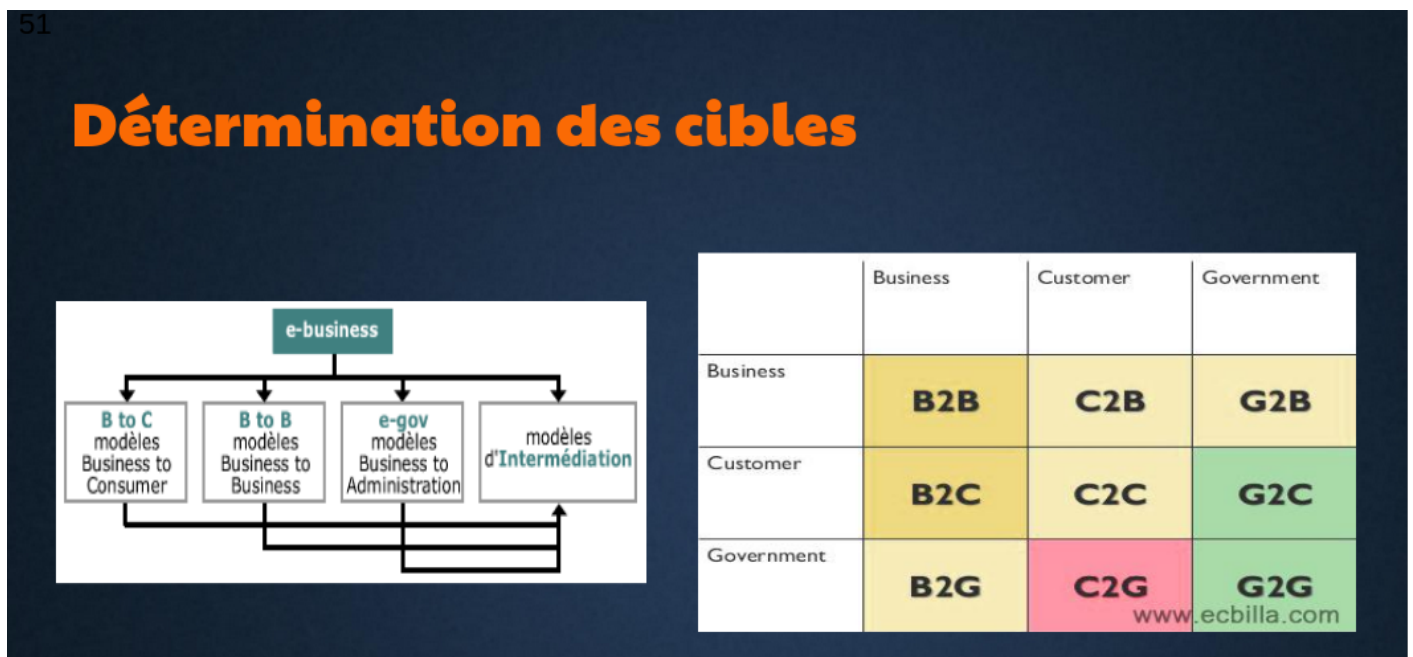 51
Détermination des cibles
e-business
B to C
modèles
Business to
Consumer
B to B
modèles
Business to
Business
e-gov
modèles
Business to
Administration
modèles
d'Intermédiation
Business Customer Government
Business
B2B C2B G2B
Customer
B2C C2C G2C
Government
B2G C2G G2G
www.ecbilla.com